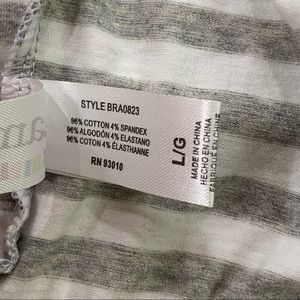 STYLE BRA0823
96% COTTON 4% SPANDEX
96% ALGODÓN 4% ELASTANO
96% COTON 4% ÉLASTHANNE
RN 93010
L/G
MADE IN CHINA
HECHO EN CHINA
FABRIQUÉ EN CHINE